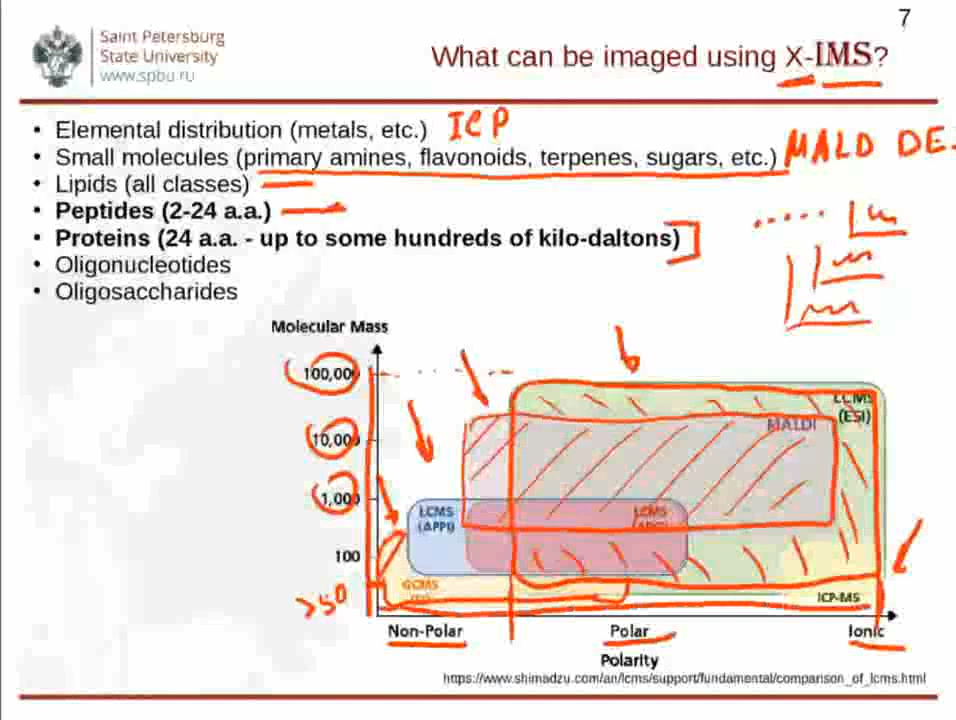 7
Saint Petersburg
State University
www.spbu.ru
What can be imaged using X-IMS?
• Elemental distribution (metals, etc.) ICP
• Small molecules (primary amines, flavonoids, terpenes, sugars, etc.) MALD DE
• Lipids (all classes)
• Peptides (2-24 a.a.)
• Proteins (24 a.a. - up to some hundreds of kilo-daltons)
• Oligonucleotides
• Oligosaccharides
Molecular Mass
100,000
LCMS
(ESI)
MALDI
10,000
1,000
LCMS
(APPI)
LCMS
100
GCMS
>50
ICP-MS
Non-Polar
Polar
Ionic
Polarity
https://www.shimadzu.com/an/lcms/support/fundamental/comparison_of_lcms.html